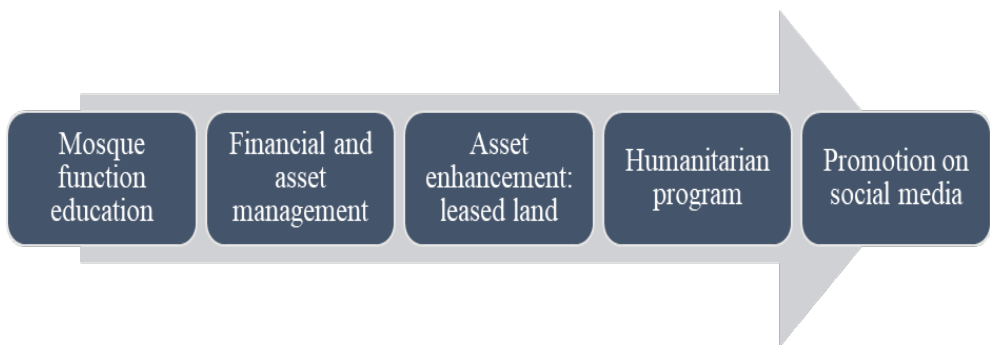 Mosque
function
education
Financial and
asset
management
Asset
enhancement:
leased land
Humanitarian
program
Promotion on
social media